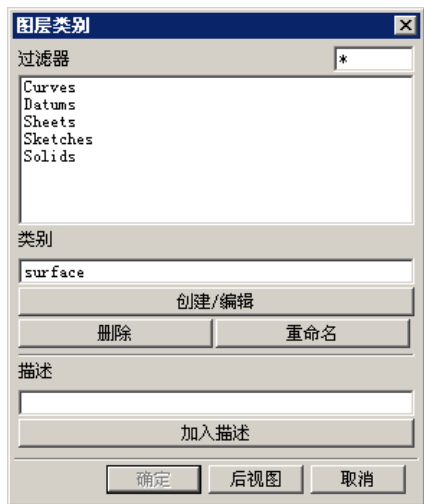 图层类别
过滤器 *
Curves
Datums
Sheets
Sketches
Solids
类别
surface
创建/编辑
删除 重命名
描述
加入描述
确定 后视图 取消